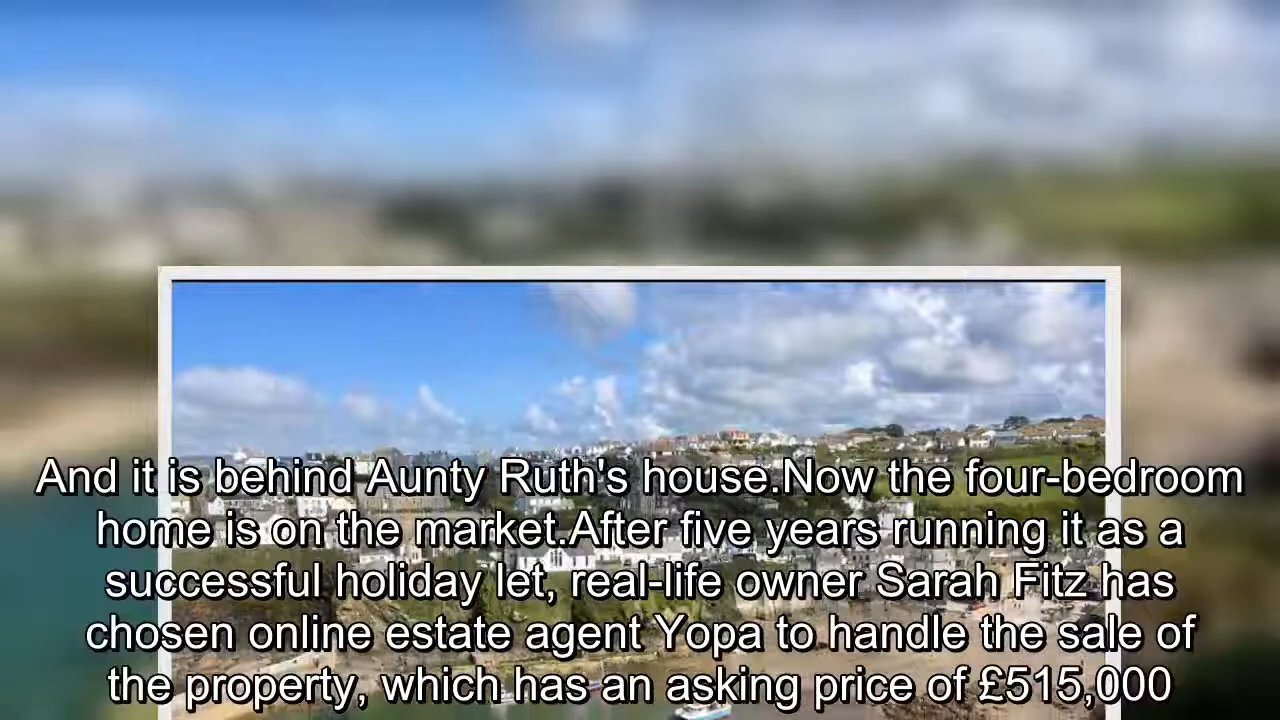 And it is behind Aunty Ruth's house.Now the four-bedroom
home is on the market.After five years running it as a
successful holiday let, real-life owner Sarah Fitz has
chosen online estate agent Yopa to handle the sale of
the property, which has an asking price of £515,000